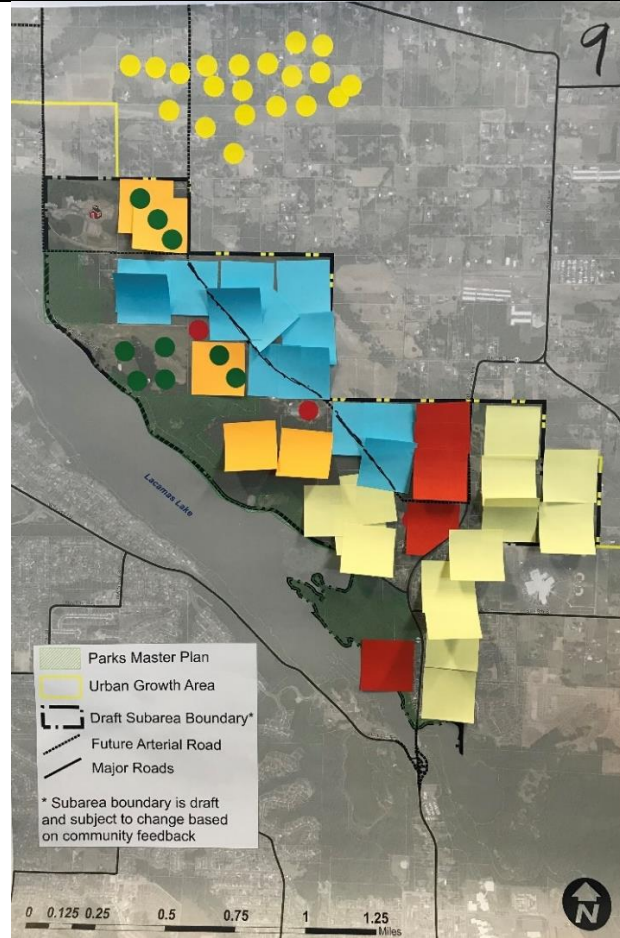 9
Lacamas Lake
Parks Master Plan
Urban Growth Area
Draft Subarea Boundary*
Future Arterial Road
Major Roads
* Subarea boundary is draft
and subject to change based
on community feedback
0 0.125 0.25 0.5 0.75 1 1.25
Miles
N